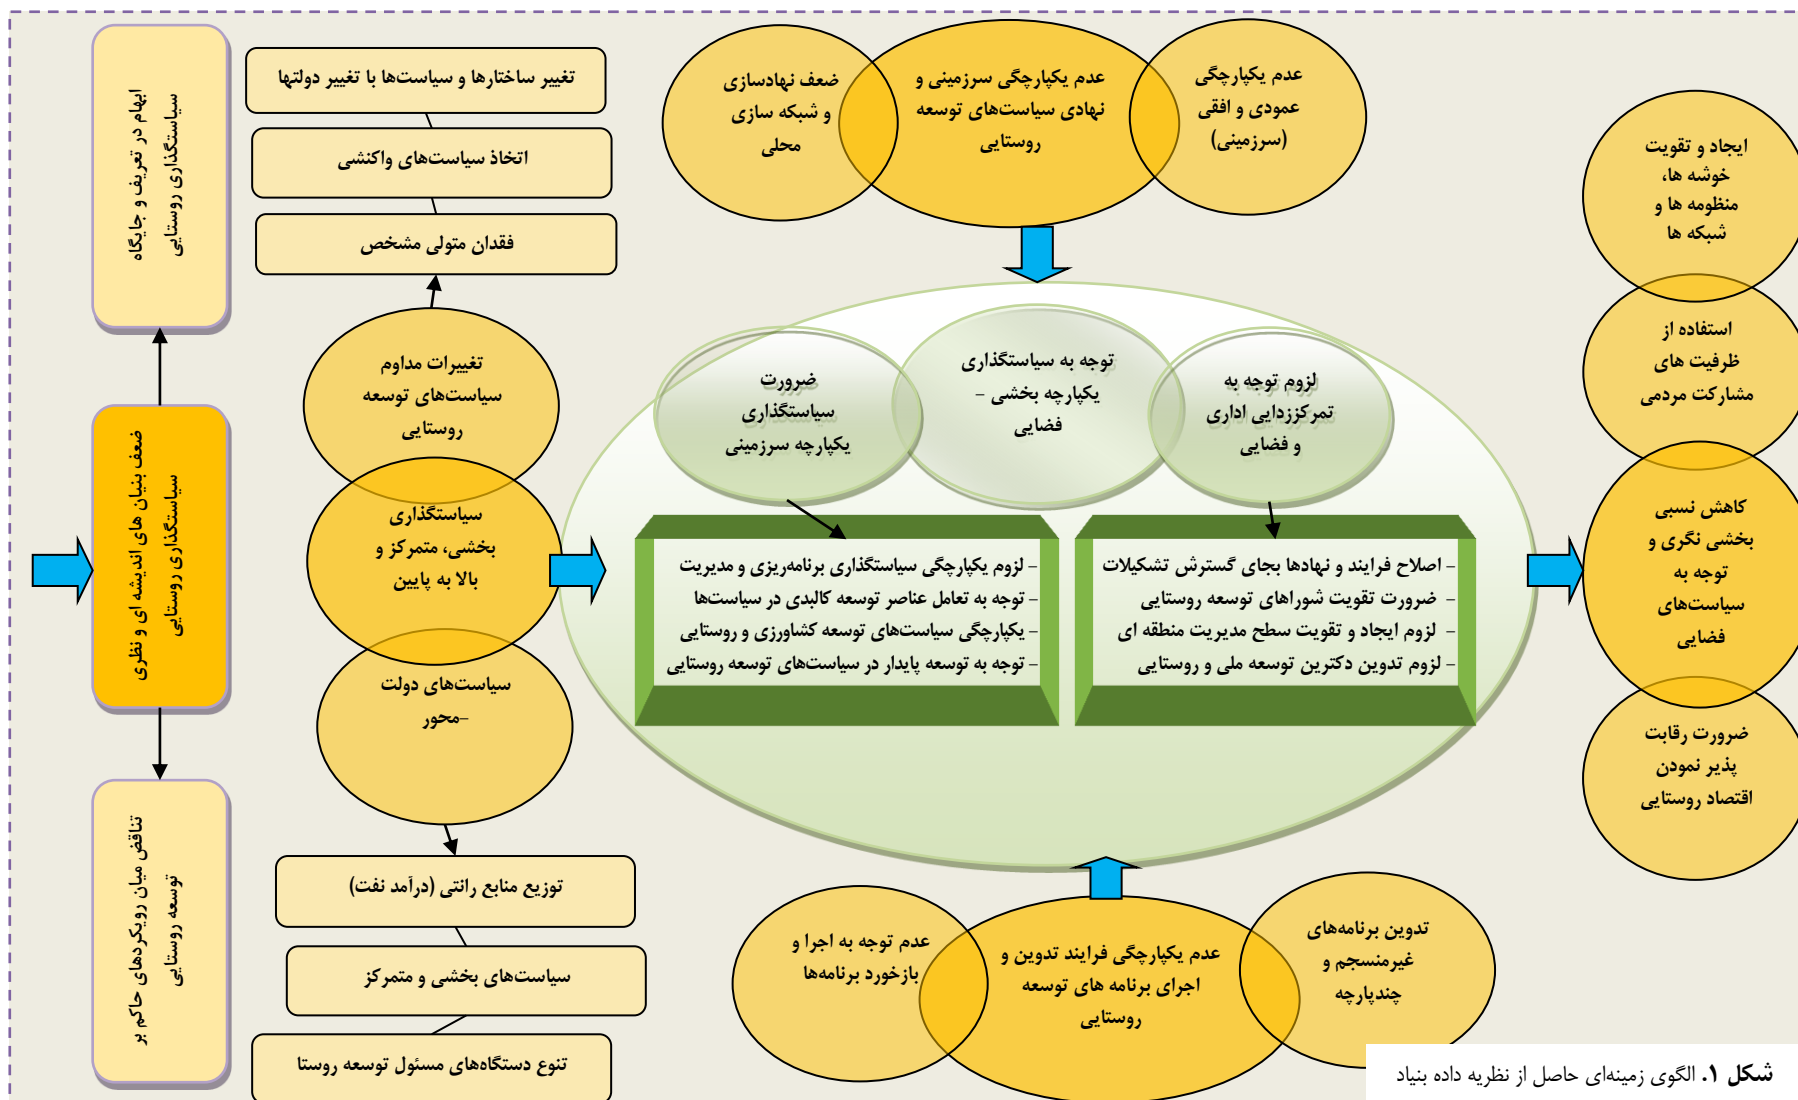 ابهام در تعریف و جایگاه
سیاستگذاری روستایی
ضعف بنیان های اندیشه ای و نظری
سیاستگذاری روستایی
تناقض میان رویکردهای حاکم بر
توسعه روستایی
تغییر ساختارها و سیاست‌ها با تغییر دولتها
اتخاذ سیاست‌های واکنشی
فقدان متولی مشخص
تغییرات مداوم
سیاست‌های توسعه
روستایی
سیاستگذاری
بخشی، متمرکز و
بالا به پایین
سیاست‌های دولت
-محور
توزیع منابع رانتی (درآمد نفت)
سیاست‌های بخشی و متمرکز
تنوع دستگاه‌های مسئول توسعه روستا
ضعف نهادسازی
و شبکه سازی
محلی
عدم یکپارچگی سرزمینی و
نهادی سیاست‌های توسعه
روستایی
عدم یکپارچگی
عمودی و افقی
(سرزمینی)
ضرورت
سیاستگذاری
یکپارچه سرزمینی
توجه به سیاستگذاری
یکپارچه بخشی –
فضایی
لزوم توجه به
تمرکززدایی اداری
و فضایی
- لزوم یکپارچگی سیاستگذاری برنامه‌ریزی و مدیریت
- توجه به تعامل عناصر توسعه کالبدی در سیاست‌ها
- یکپارچگی سیاست‌های توسعه کشاورزی و روستایی
- توجه به توسعه پایدار در سیاست‌های توسعه روستایی
- اصلاح فرایند و نهادها بجای گسترش تشکیلات
- ضرورت تقویت شوراهای توسعه روستایی
- لزوم ایجاد و تقویت سطح مدیریت منطقه ای
- لزوم تدوین دکترین توسعه ملی و روستایی
عدم توجه به اجرا و
بازخورد برنامه‌ها
عدم یکپارچگی فرایند تدوین و
اجرای برنامه های توسعه
روستایی
تدوین برنامه‌های
غیرمنسجم و
چندپارچه
ایجاد و تقویت
خوشه ها،
منظومه ها و
شبکه ها
استفاده از
ظرفیت های
مشارکت مردمی
کاهش نسبی
بخشی نگری و
توجه به
سیاست‌های
فضایی
ضرورت رقابت
پذیر نمودن
اقتصاد روستایی
شکل ۱. الگوی زمینه‌ای حاصل از نظریه داده بنیاد